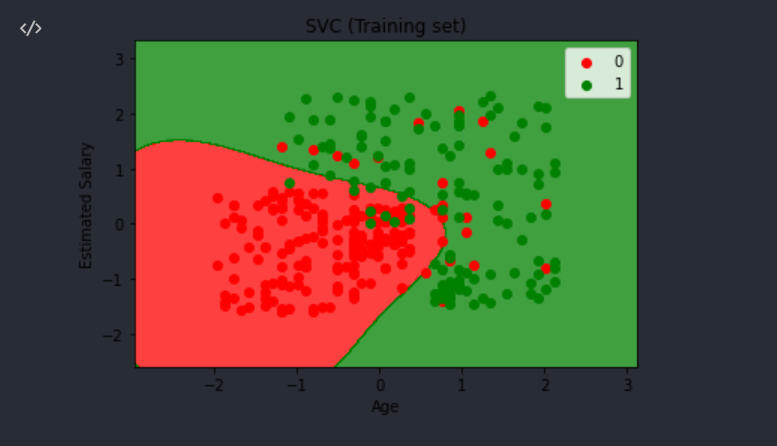 </>
SVC (Training set)
0
1
3
2
1
0
−1
−2
Estimated Salary
−2 −1 0 1 2 3
Age